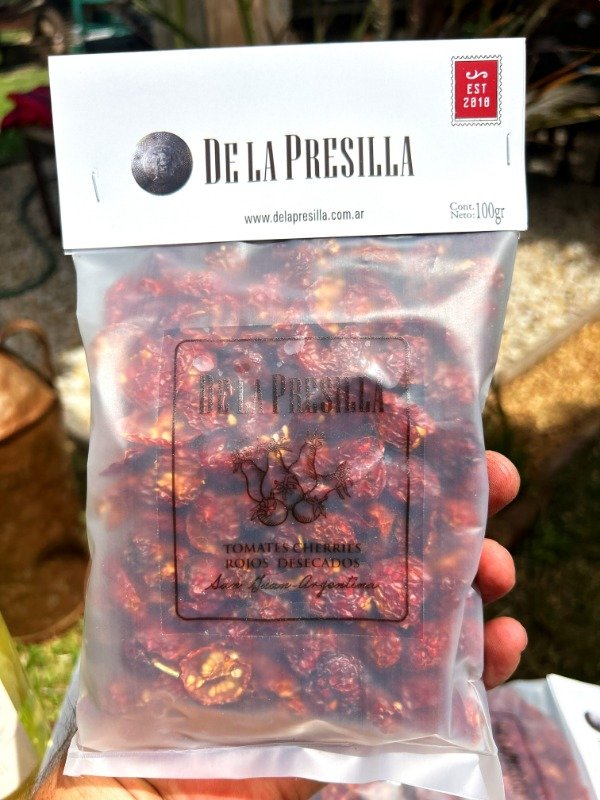 EST
2010
DE LA PRESILLA
www.delapresilla.com.ar
Cont.
Neto: 100gr
DE LA PRESILLA
TOMATES CHERRIES
ROJOS DESECADOS
San Juan-Argentina